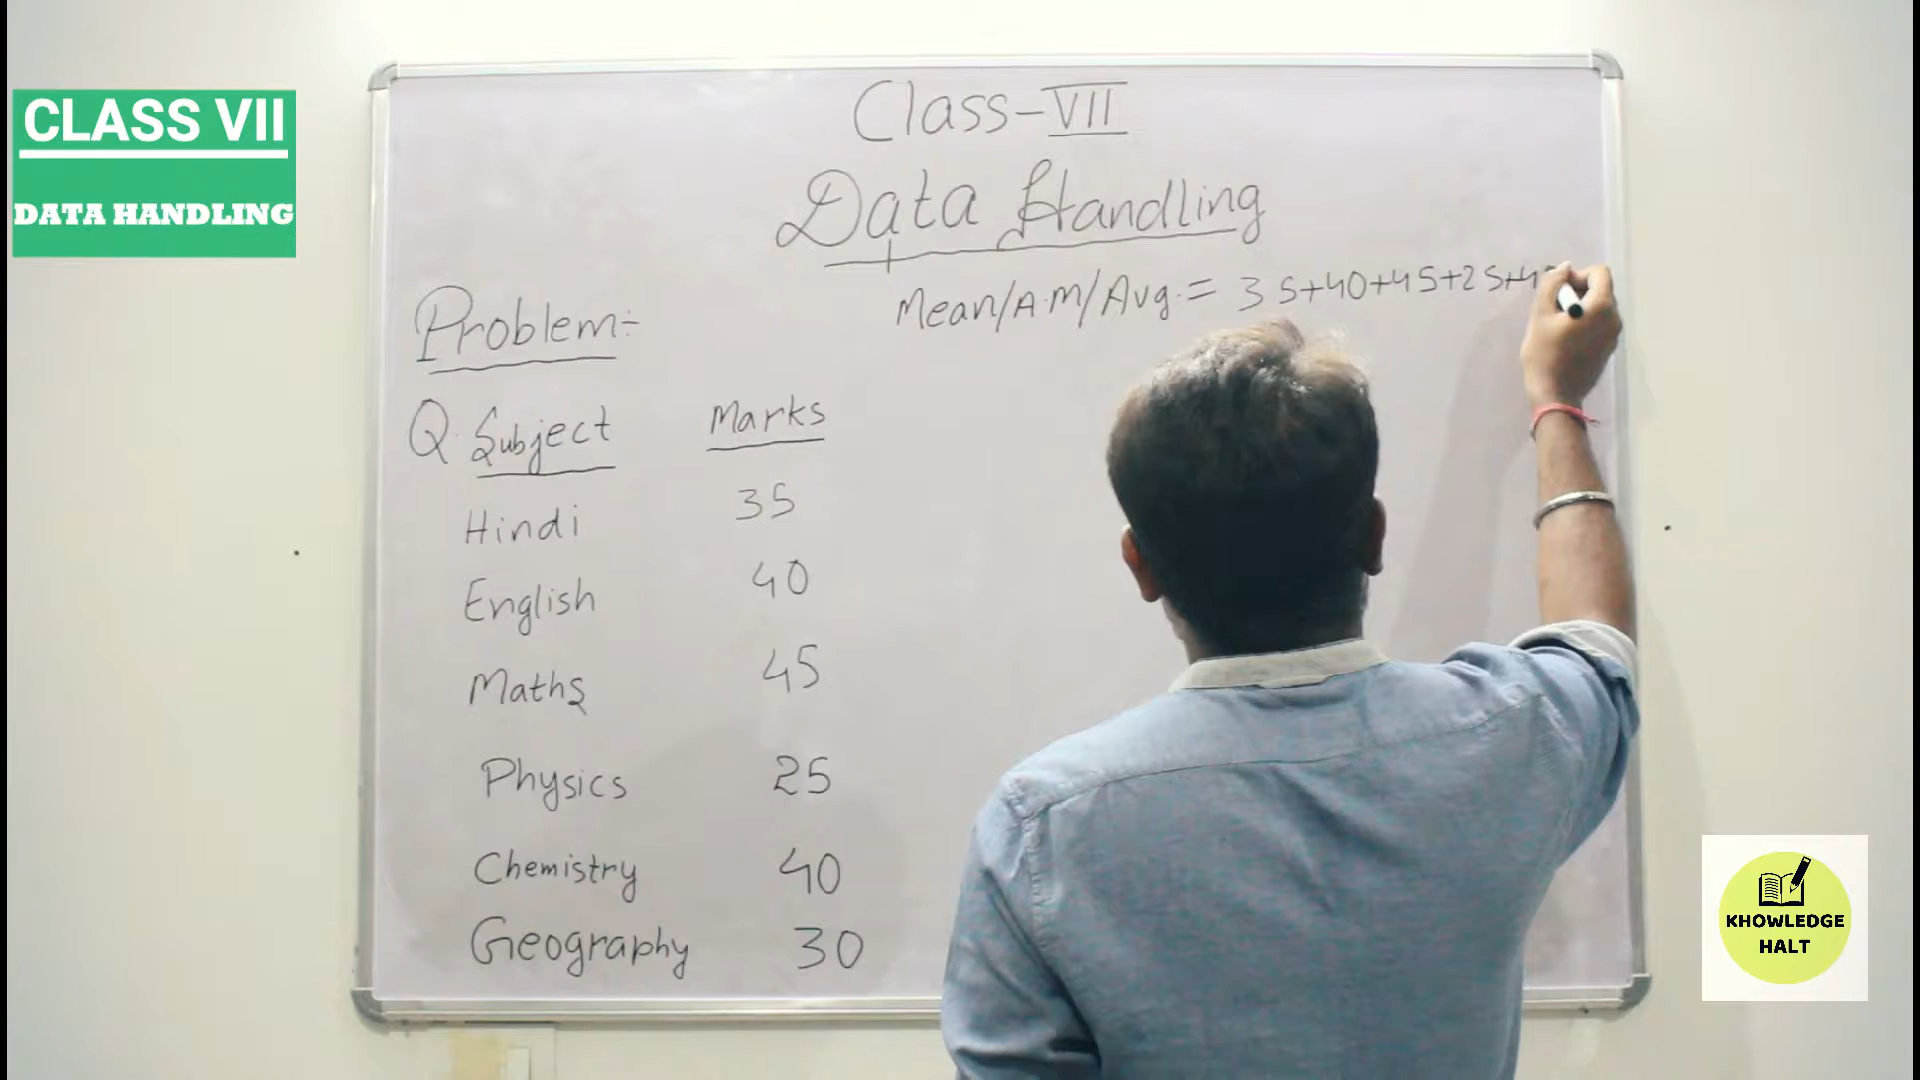 CLASS VII
DATA HANDLING
Class-VII
Data Handling
Mean/A.M/Avg. = 35+40+45+25+4
Problem:-
Q. Subject Marks
Hindi 35
English 40
Maths 45
Physics 25
Chemistry 40
Geography 30
KHOWLEDGE
HALT